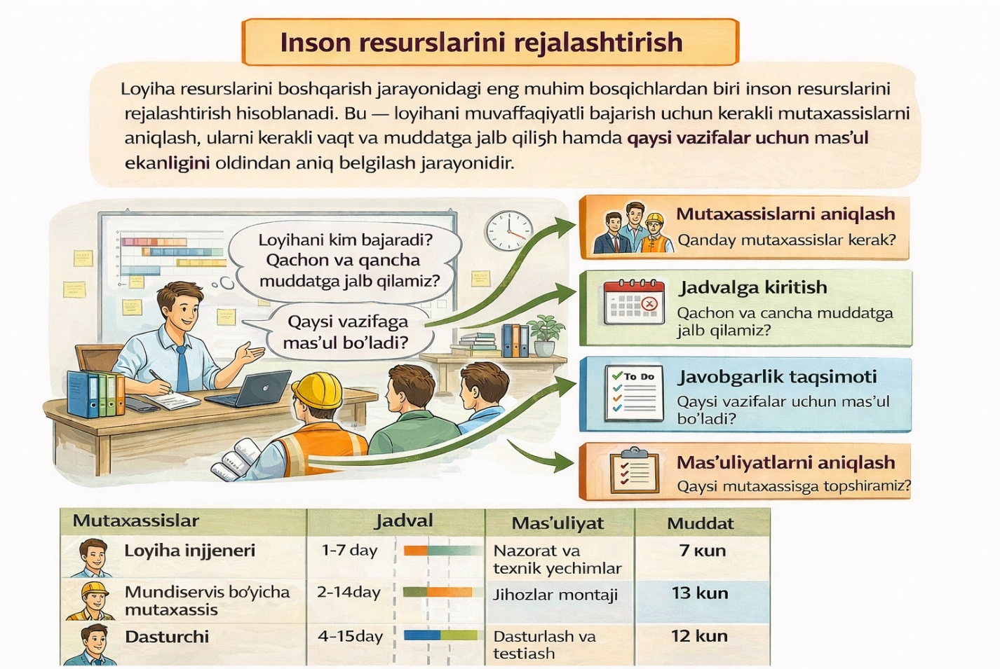 Inson resurslarini rejalashtirish
Loyiha resurslarini boshqarish jarayonidagi eng muhim bosqichlardan biri inson resurslarini
rejalashtirish hisoblanadi. Bu — loyihani muvaffaqiyatli bajarish uchun kerakli mutaxassislarni
aniqlash, ularni kerakli vaqt va muddatga jalb qilish hamda qaysi vazifalar uchun mas'ul
ekanligini oldindan aniq belgilash jarayonidir.
Loyihani kim bajaradi?
Qachon va qancha
muddatga jalb qilamiz?
Qaysi vazifaga
mas'ul bo'ladi?
Mutaxassislarni aniqlash
Qanday mutaxassislar kerak?
Jadvalga kiritish
Qachon va cancha muddatga
jalb qilamiz?
To Do
Javobgarlik taqsimoti
Qaysi vazifalar uchun mas'ul
bo'ladi?
Mas'uliyatlarni aniqlash
Qaysi mutaxassisga topshiramiz?
Mutaxassislar Jadval Mas'uliyat Muddat
Loyiha injjeneri 1-7 day Nazorat va 7 кun
texnik yechimlar
Mundiservis bo'yicha 2-14day Jihozlar montaji 13 kun
mutaxassis
Dasturchi 4-15day Dasturlash va 12 kun
testiash